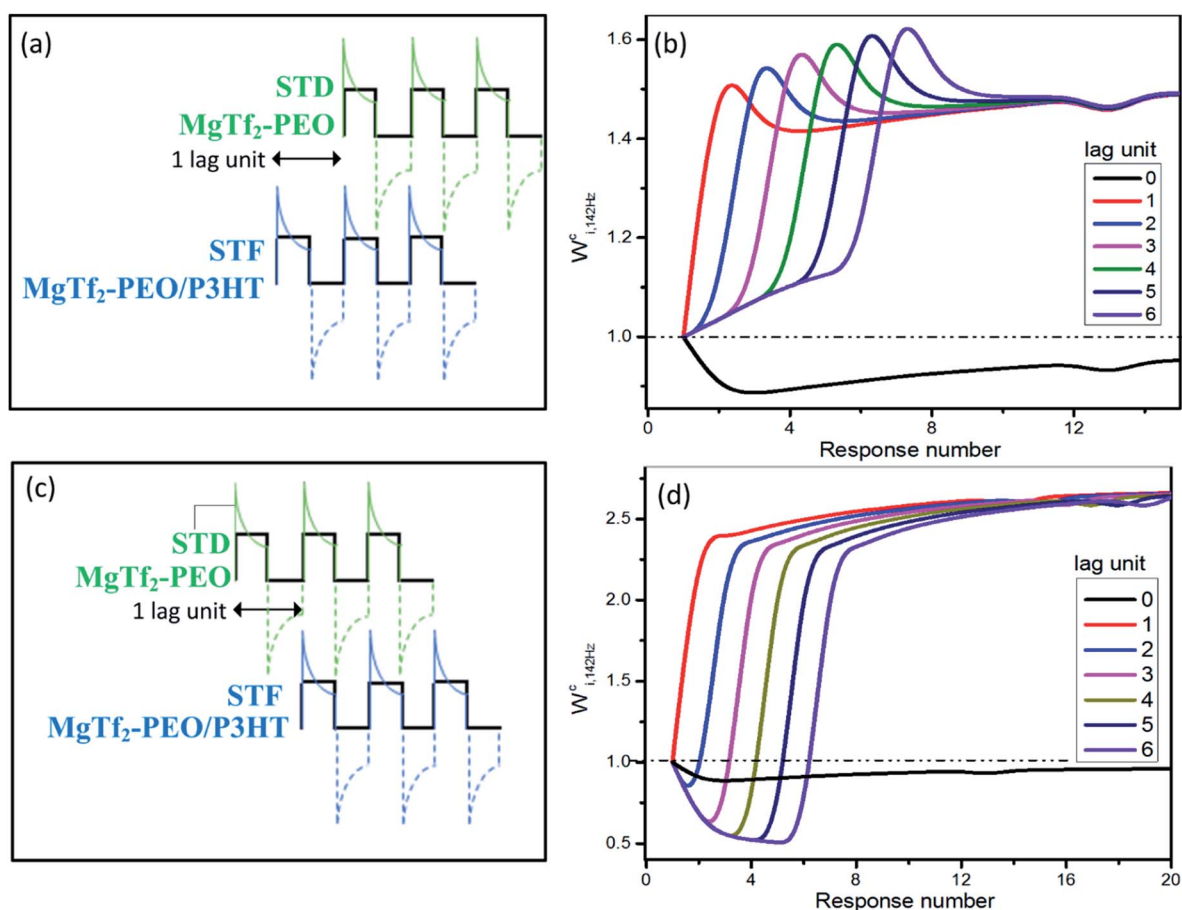 (a)
STD
MgTf₂-PEO
1 lag unit
STF
MgTf₂-PEO/P3HT
(b)
1.6
1.4
1.2
1.0
W^c_{i,142Hz}
lag unit
0
1
2
3
4
5
6
0 4 8 12
Response number
(c)
STD
MgTf₂-PEO
1 lag unit
STF
MgTf₂-PEO/P3HT
(d)
2.5
2.0
1.5
1.0
0.5
W^c_{i,142Hz}
lag unit
0
1
2
3
4
5
6
0 4 8 12 16 20
Response number